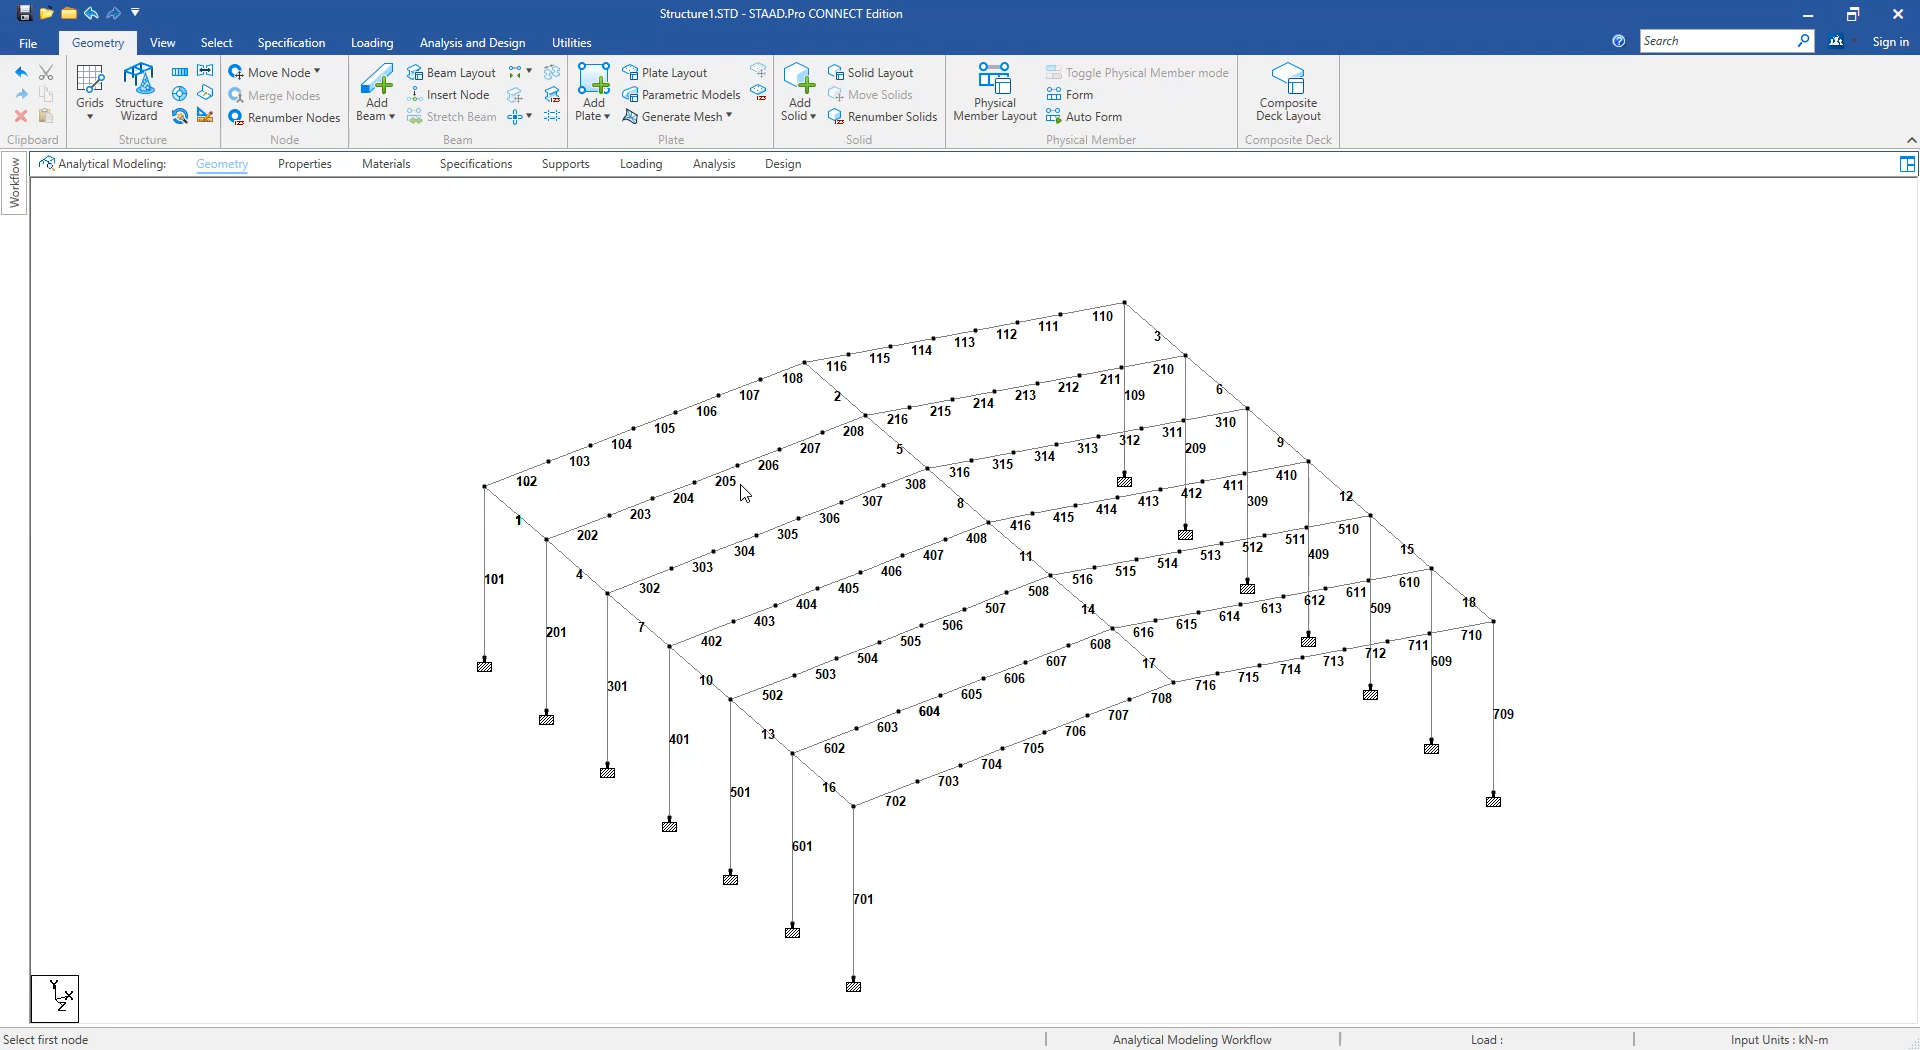 Structure1.STD - STAAD.Pro CONNECT Edition
File Geometry View Select Specification Loading Analysis and Design Utilities Search Sign in
Grids
Structure Wizard
Clipboard
Structure
Move Node
Merge Nodes
Renumber Nodes
Node
Add Beam
Beam Layout
Insert Node
Stretch Beam
Beam
Add Plate
Plate Layout
Parametric Models
Generate Mesh
Plate
Add Solid
Solid Layout
Move Solids
Renumber Solids
Solid
Physical Member Layout
Toggle Physical Member mode
Form
Auto Form
Physical Member
Composite Deck Layout
Composite Deck
Workflow
Analytical Modeling: Geometry Properties Materials Specifications Supports Loading Analysis Design
101 102 103 104 105 106 107 108 116 115 114 113 112 111 110 109
201 202 203 204 205 206 207 208 216 215 214 213 212 211 210 209
301 302 303 304 305 306 307 308 316 315 314 313 312 311 310 309
401 402 403 404 405 406 407 408 416 415 414 413 412 411 410 409
501 502 503 504 505 506 507 508 516 515 514 513 512 511 510 509
601 602 603 604 605 606 607 608 616 615 614 613 612 611 610 609
701 702 703 704 705 706 707 708 716 715 714 713 712 711 710 709
1 2 3
4 5 6
7 8 9
10 11 12
13 14 15
16 17 18
Y X Z
Select first node Analytical Modeling Workflow Load : Input Units : kN-m